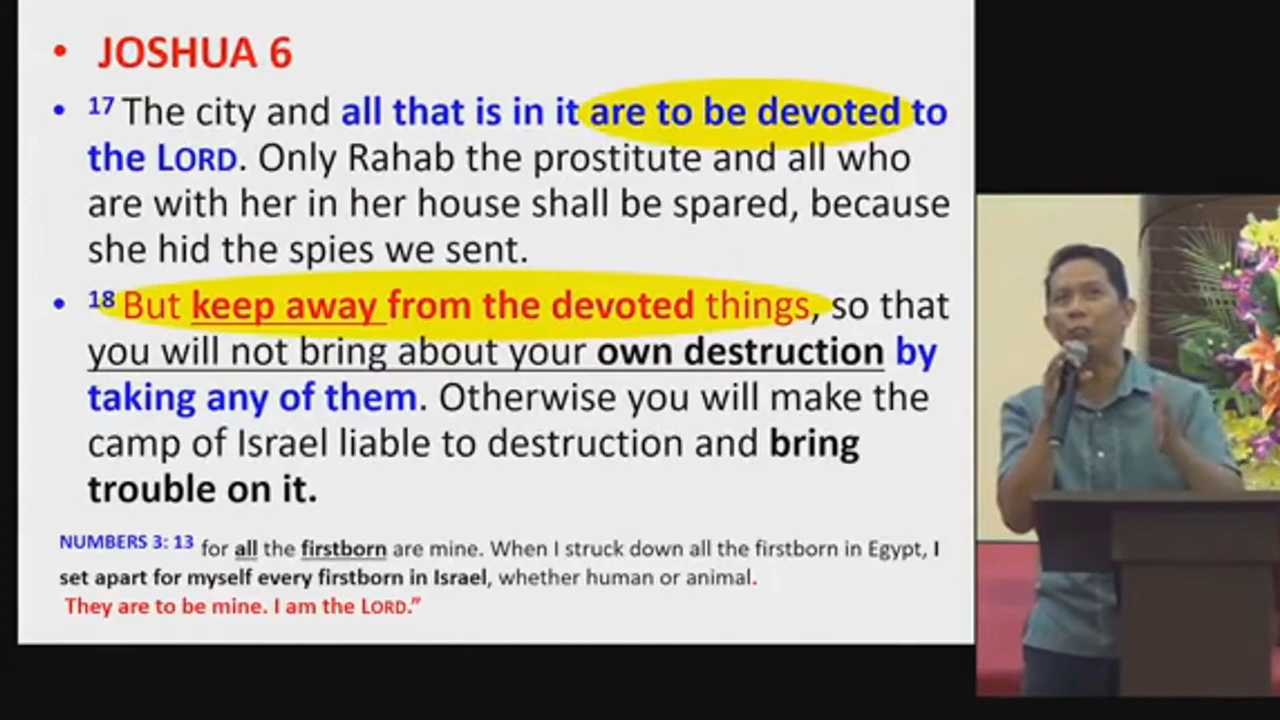 • JOSHUA 6
• 17 The city and all that is in it are to be devoted to
the LORD. Only Rahab the prostitute and all who
are with her in her house shall be spared, because
she hid the spies we sent.
• 18 But keep away from the devoted things, so that
you will not bring about your own destruction by
taking any of them. Otherwise you will make the
camp of Israel liable to destruction and bring
trouble on it.
NUMBERS 3: 13 for all the firstborn are mine. When I struck down all the firstborn in Egypt, I
set apart for myself every firstborn in Israel, whether human or animal.
They are to be mine. I am the LORD.”